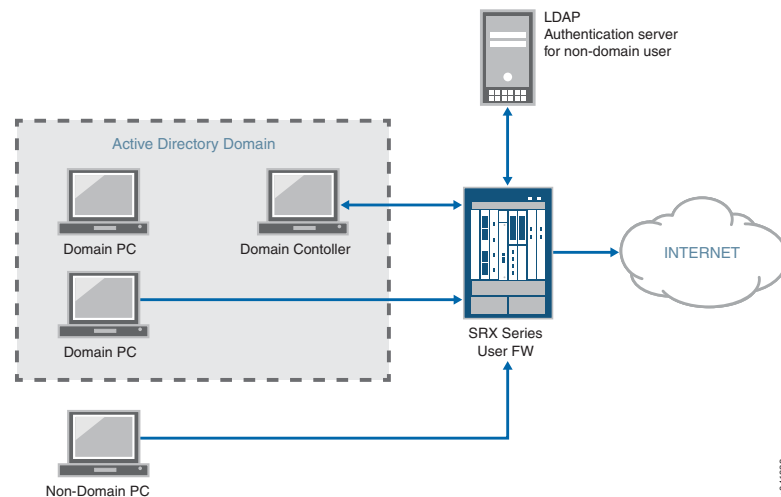 LDAP
Authentication server
for non-domain user
Active Directory Domain
Domain PC
Domain Contoller
INTERNET
Domain PC
SRX Series
User FW
Non-Domain PC